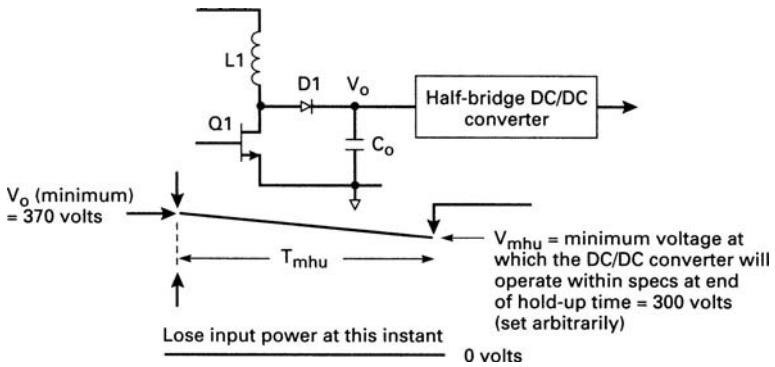 L1
D1
Vo
Half-bridge DC/DC
converter
Q1
Co
Vo (minimum)
= 370 volts
Tmhu
Vmhu = minimum voltage at
which the DC/DC converter will
operate within specs at end
of hold-up time = 300 volts
(set arbitrarily)
Lose input power at this instant
0 volts